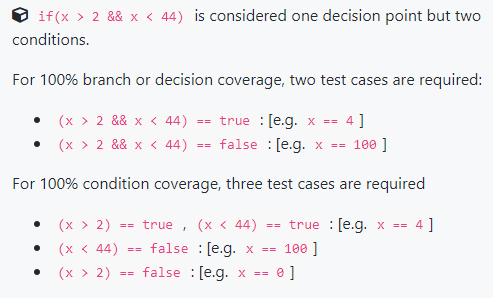 if(x > 2 && x < 44) is considered one decision point but two
conditions.
For 100% branch or decision coverage, two test cases are required:
• (x > 2 && x < 44) == true : [e.g. x == 4 ]
• (x > 2 && x < 44) == false : [e.g. x == 100 ]
For 100% condition coverage, three test cases are required
• (x > 2) == true , (x < 44) == true : [e.g. x == 4 ]
• (x < 44) == false : [e.g. x == 100 ]
• (x > 2) == false : [e.g. x == 0 ]